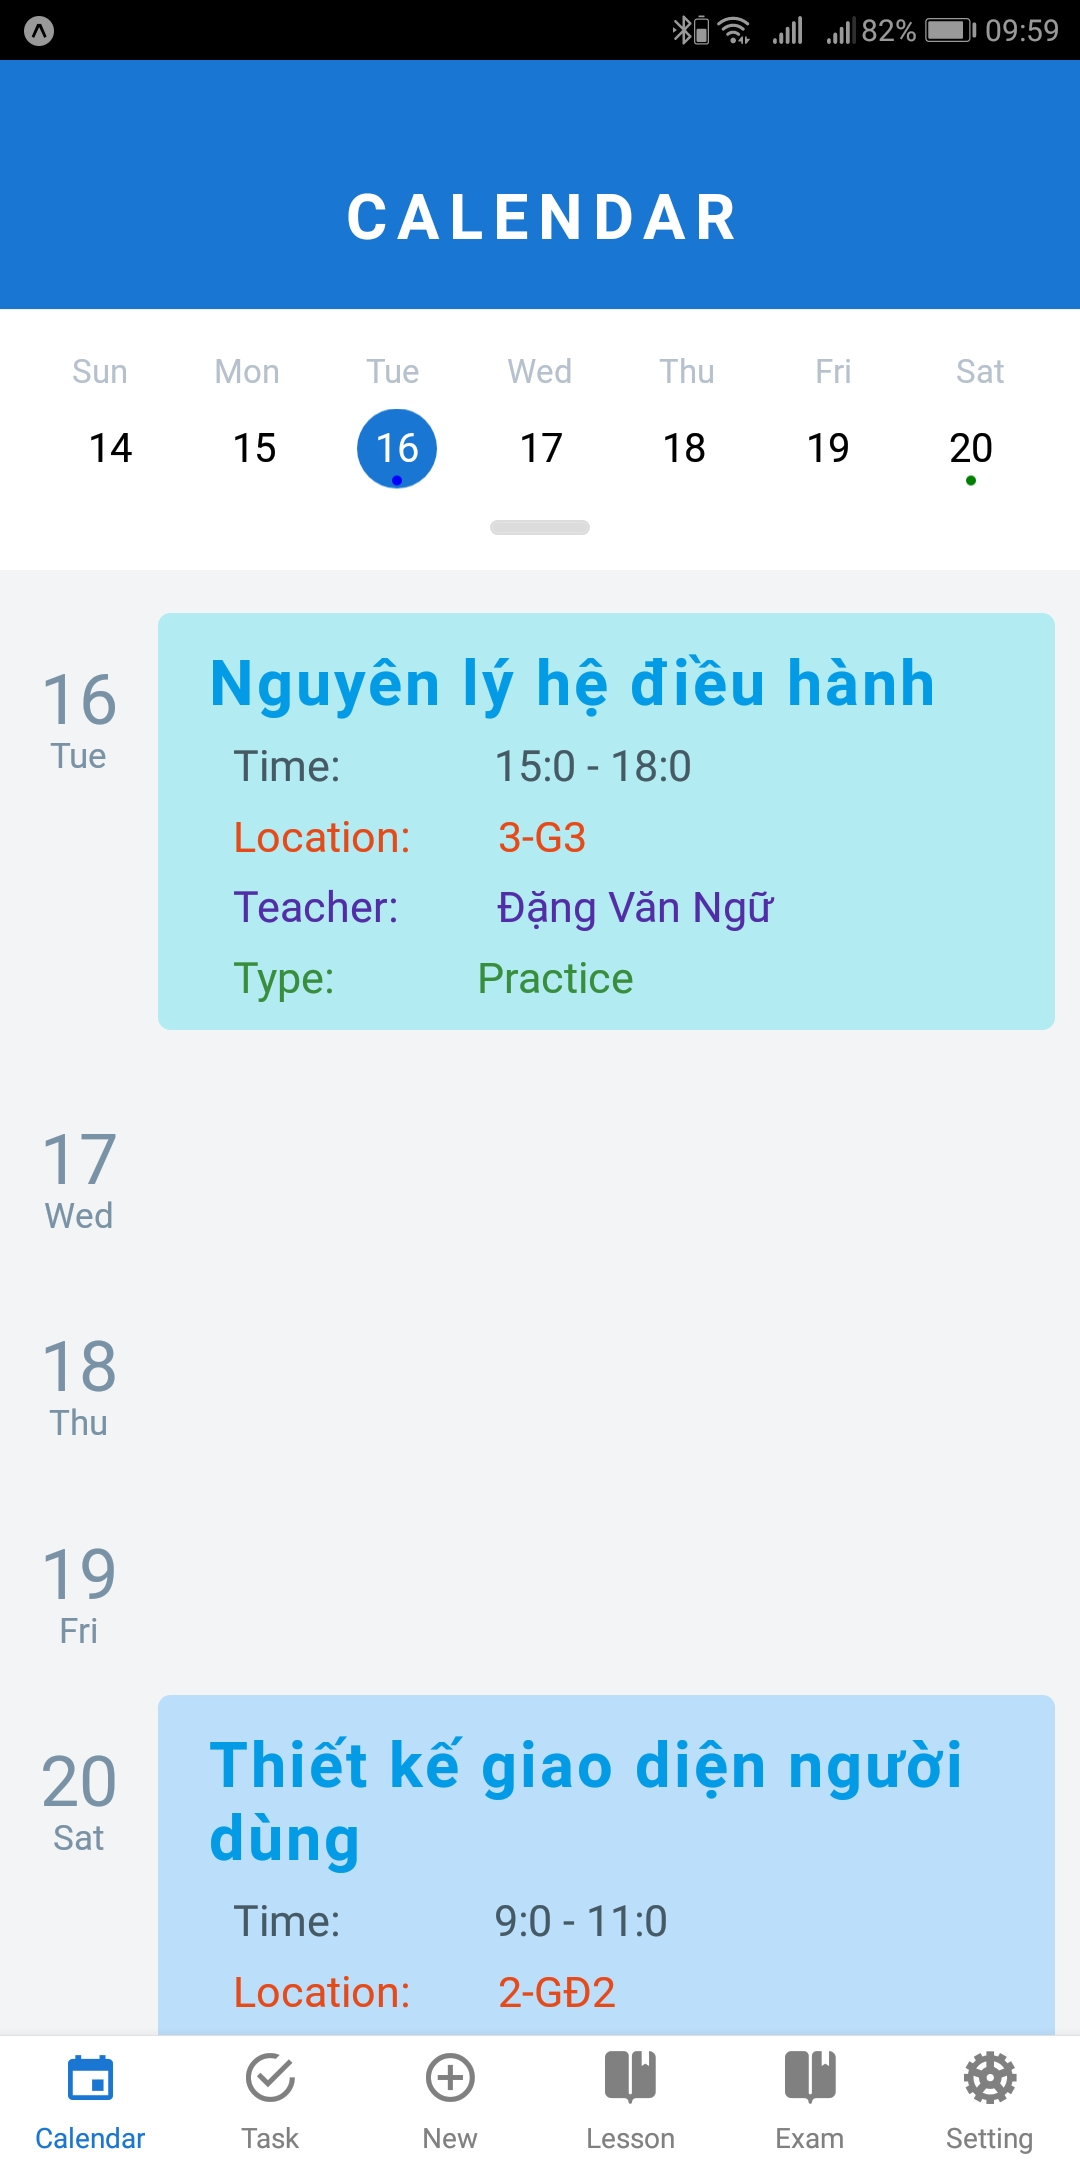 82% 09:59
CALENDAR
Sun Mon Tue Wed Thu Fri Sat
14 15 16 17 18 19 20
16
Tue
Nguyên lý hệ điều hành
Time: 15:0 - 18:0
Location: 3-G3
Teacher: Đặng Văn Ngữ
Type: Practice
17
Wed
18
Thu
19
Fri
20
Sat
Thiết kế giao diện người
dùng
Time: 9:0 - 11:0
Location: 2-GĐ2
Calendar Task New Lesson Exam Setting